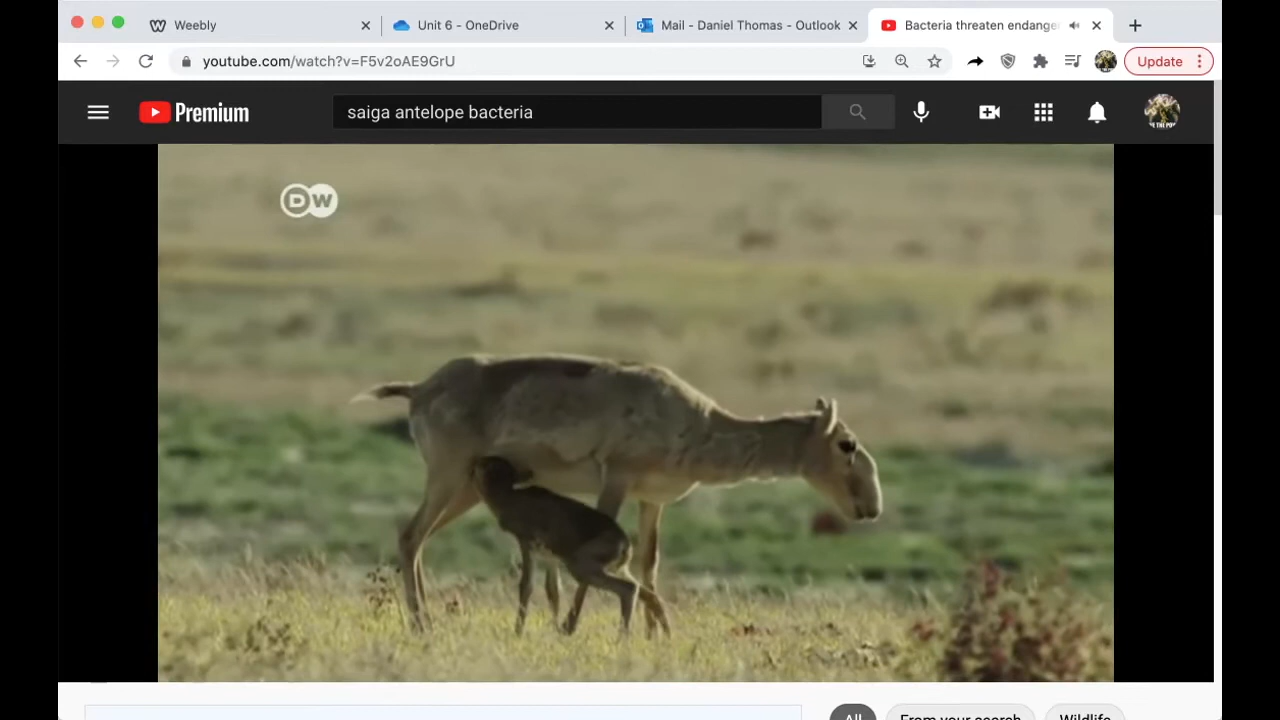 Weebly
Unit 6 - OneDrive
Mail - Daniel Thomas - Outlook
Bacteria threaten endange
youtube.com/watch?v=F5v2oAE9GrU
Update
Premium
saiga antelope bacteria
DW
All
From your search
Wildlife